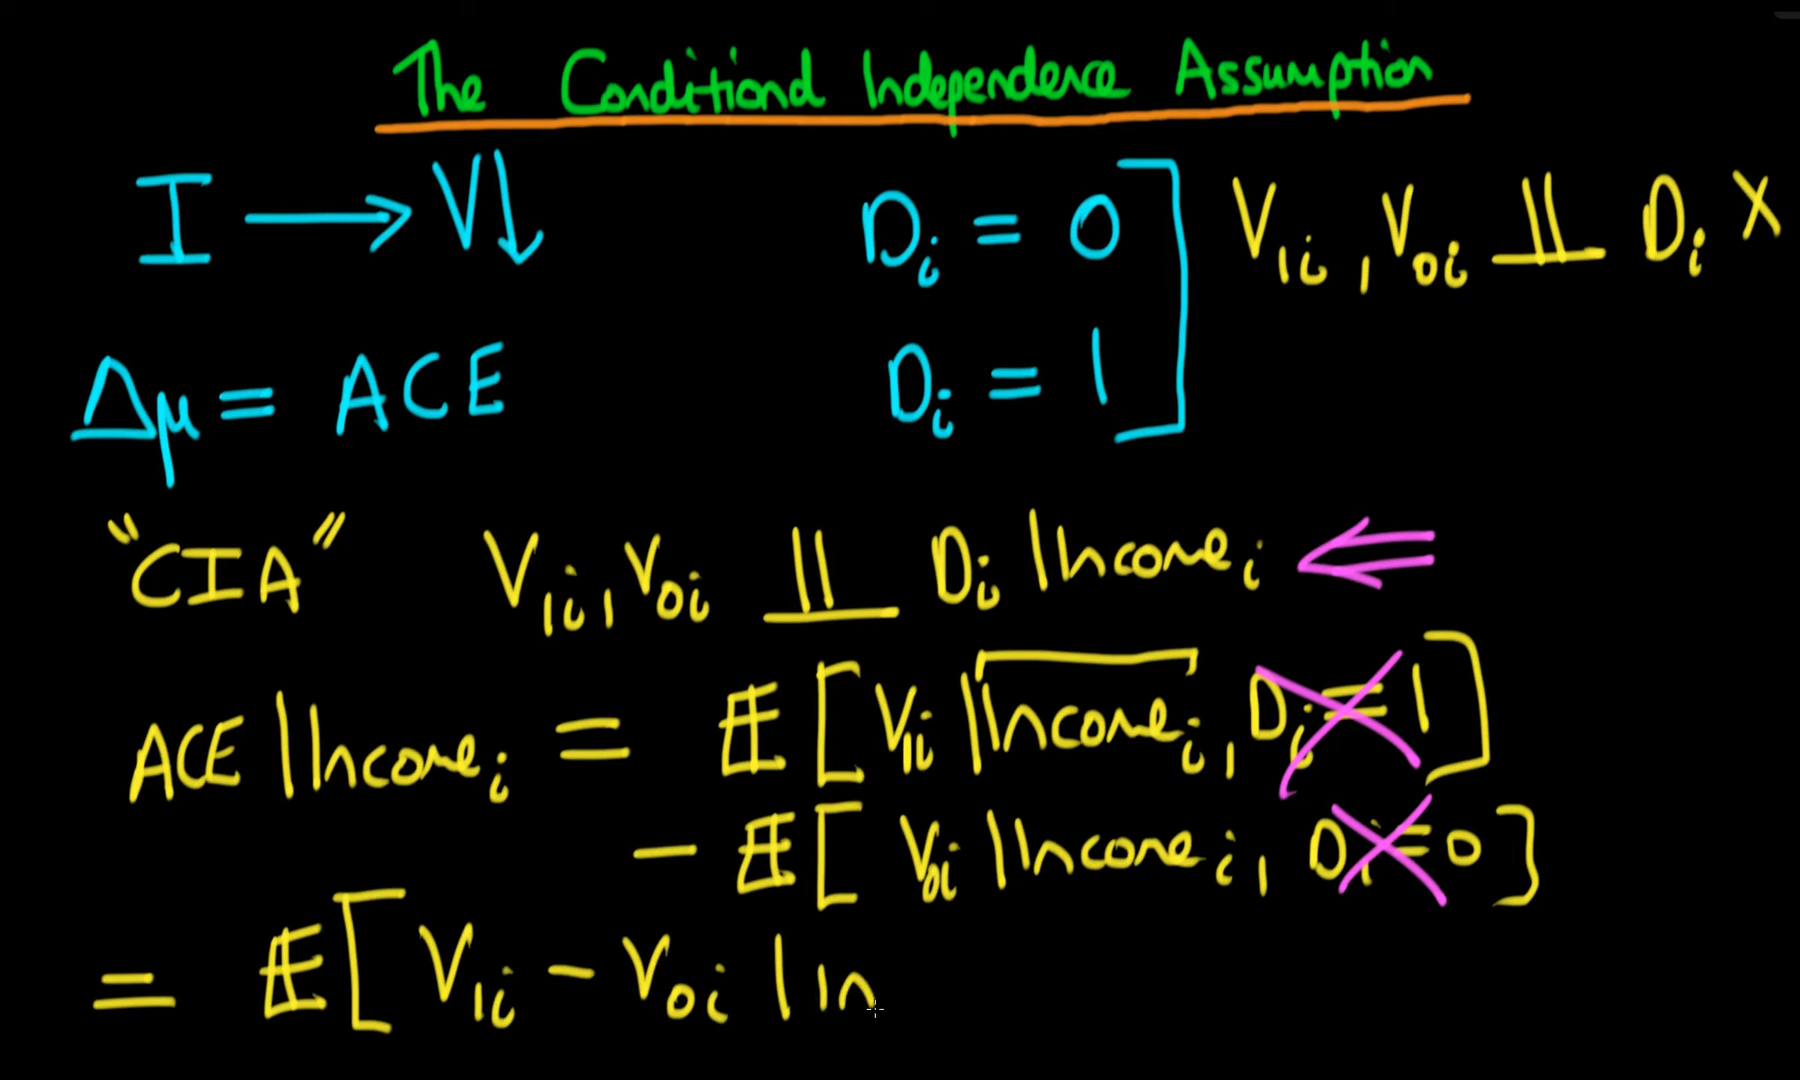 The Conditional Independence Assumption
I → V↓
D_i = 0
V_1i, V_0i ⫫ D_i X
Δμ = ACE
D_i = 1
"CIA" V_1i, V_0i ⫫ D_i | Income_i ⇐
ACE | Income_i = E[V_1i | Income_i, D_i = 1]
− E[V_0i | Income_i, D_i = 0]
= E[V_1i − V_0i | In